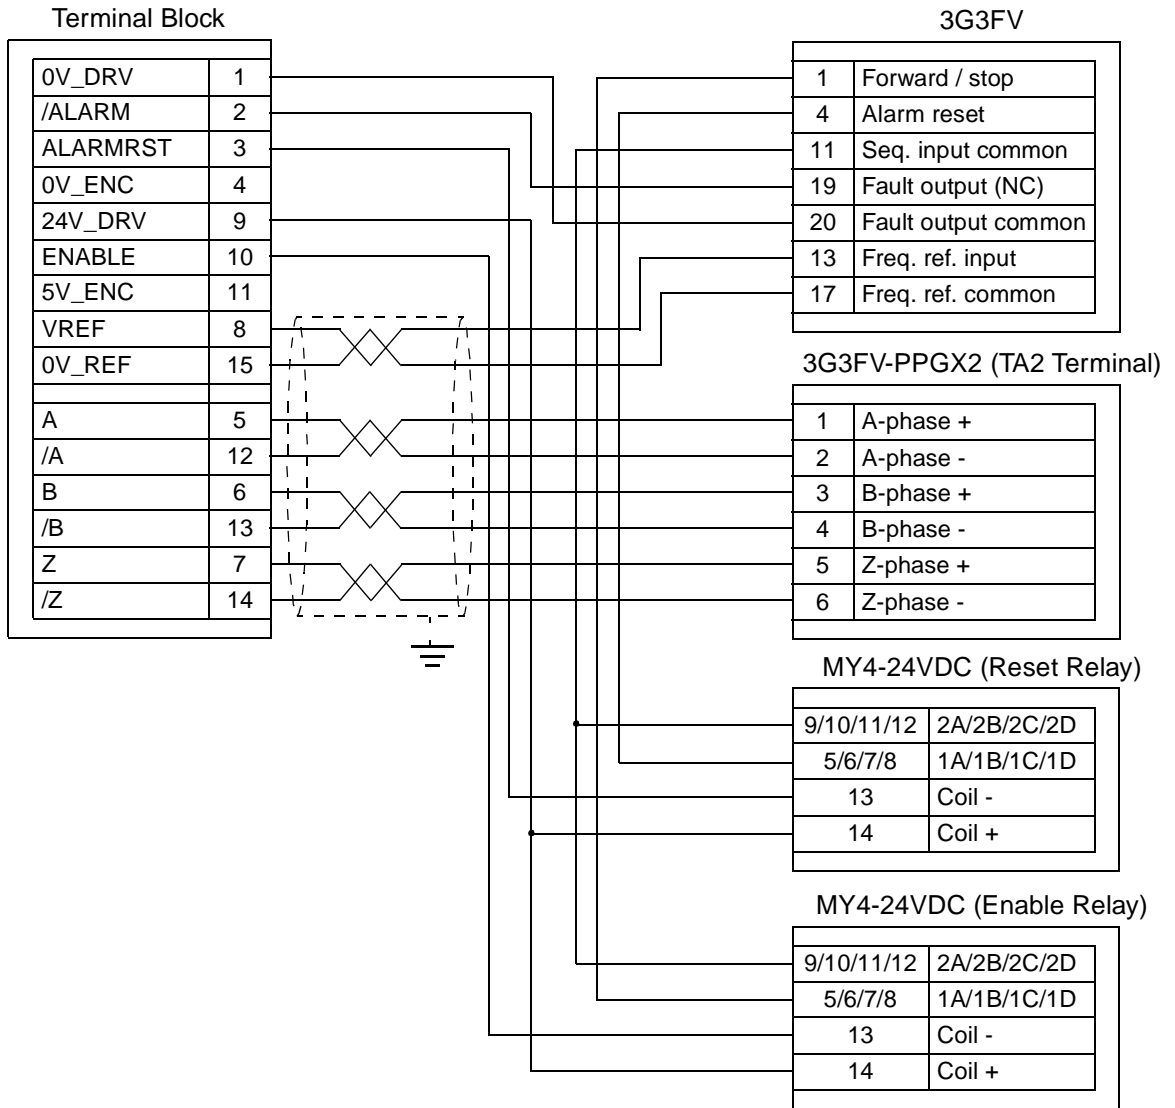 Terminal Block
0V_DRV 1
/ALARM 2
ALARMRST 3
0V_ENC 4
24V_DRV 9
ENABLE 10
5V_ENC 11
VREF 8
0V_REF 15
A 5
/A 12
B 6
/B 13
Z 7
/Z 14
3G3FV
1 Forward / stop
4 Alarm reset
11 Seq. input common
19 Fault output (NC)
20 Fault output common
13 Freq. ref. input
17 Freq. ref. common
3G3FV-PPGX2 (TA2 Terminal)
1 A-phase +
2 A-phase -
3 B-phase +
4 B-phase -
5 Z-phase +
6 Z-phase -
MY4-24VDC (Reset Relay)
9/10/11/12 2A/2B/2C/2D
5/6/7/8 1A/1B/1C/1D
13 Coil -
14 Coil +
MY4-24VDC (Enable Relay)
9/10/11/12 2A/2B/2C/2D
5/6/7/8 1A/1B/1C/1D
13 Coil -
14 Coil +